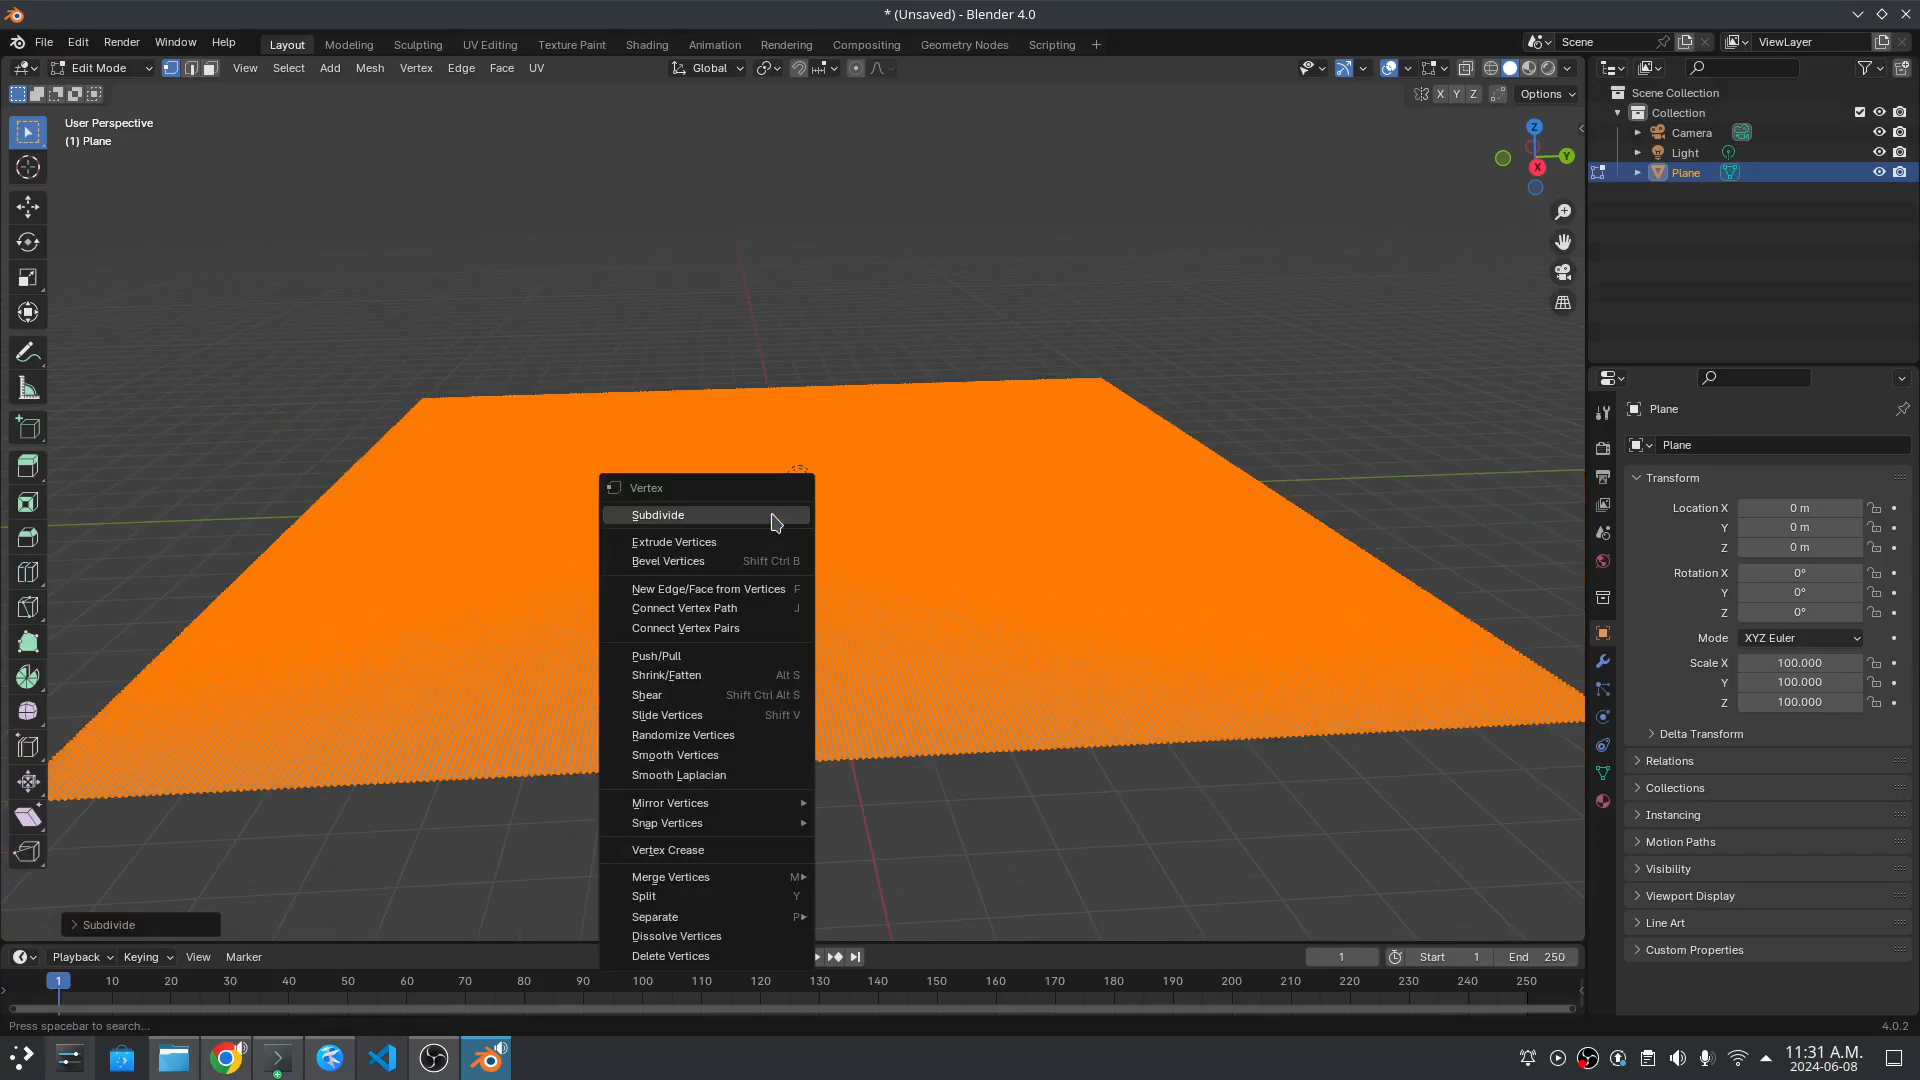 * (Unsaved) - Blender 4.0
File Edit Render Window Help
Layout Modeling Sculpting UV Editing Texture Paint Shading Animation Rendering Compositing Geometry Nodes Scripting +
Scene
ViewLayer
Edit Mode
View Select Add Mesh Vertex Edge Face UV
Global
X Y Z
Options
User Perspective
(1) Plane
Z
Y
X
Scene Collection
Collection
Camera
Light
Plane
Vertex
Subdivide
Extrude Vertices
Bevel Vertices Shift Ctrl B
New Edge/Face from Vertices F
Connect Vertex Path J
Connect Vertex Pairs
Push/Pull
Shrink/Fatten Alt S
Shear Shift Ctrl Alt S
Slide Vertices Shift V
Randomize Vertices
Smooth Vertices
Smooth Laplacian
Mirror Vertices
Snap Vertices
Vertex Crease
Merge Vertices M
Split Y
Separate P
Dissolve Vertices
Delete Vertices
Subdivide
Plane
Plane
Transform
Location X 0 m
Y 0 m
Z 0 m
Rotation X 0°
Y 0°
Z 0°
Mode XYZ Euler
Scale X 100.000
Y 100.000
Z 100.000
Delta Transform
Relations
Collections
Instancing
Motion Paths
Visibility
Viewport Display
Line Art
Custom Properties
Playback Keying View Marker
1 Start 1 End 250
1 10 20 30 40 50 60 70 80 90 100 110 120 130 140 150 160 170 180 190 200 210 220 230 240 250
Press spacebar to search...
4.0.2
11:31 A.M.
2024-06-08